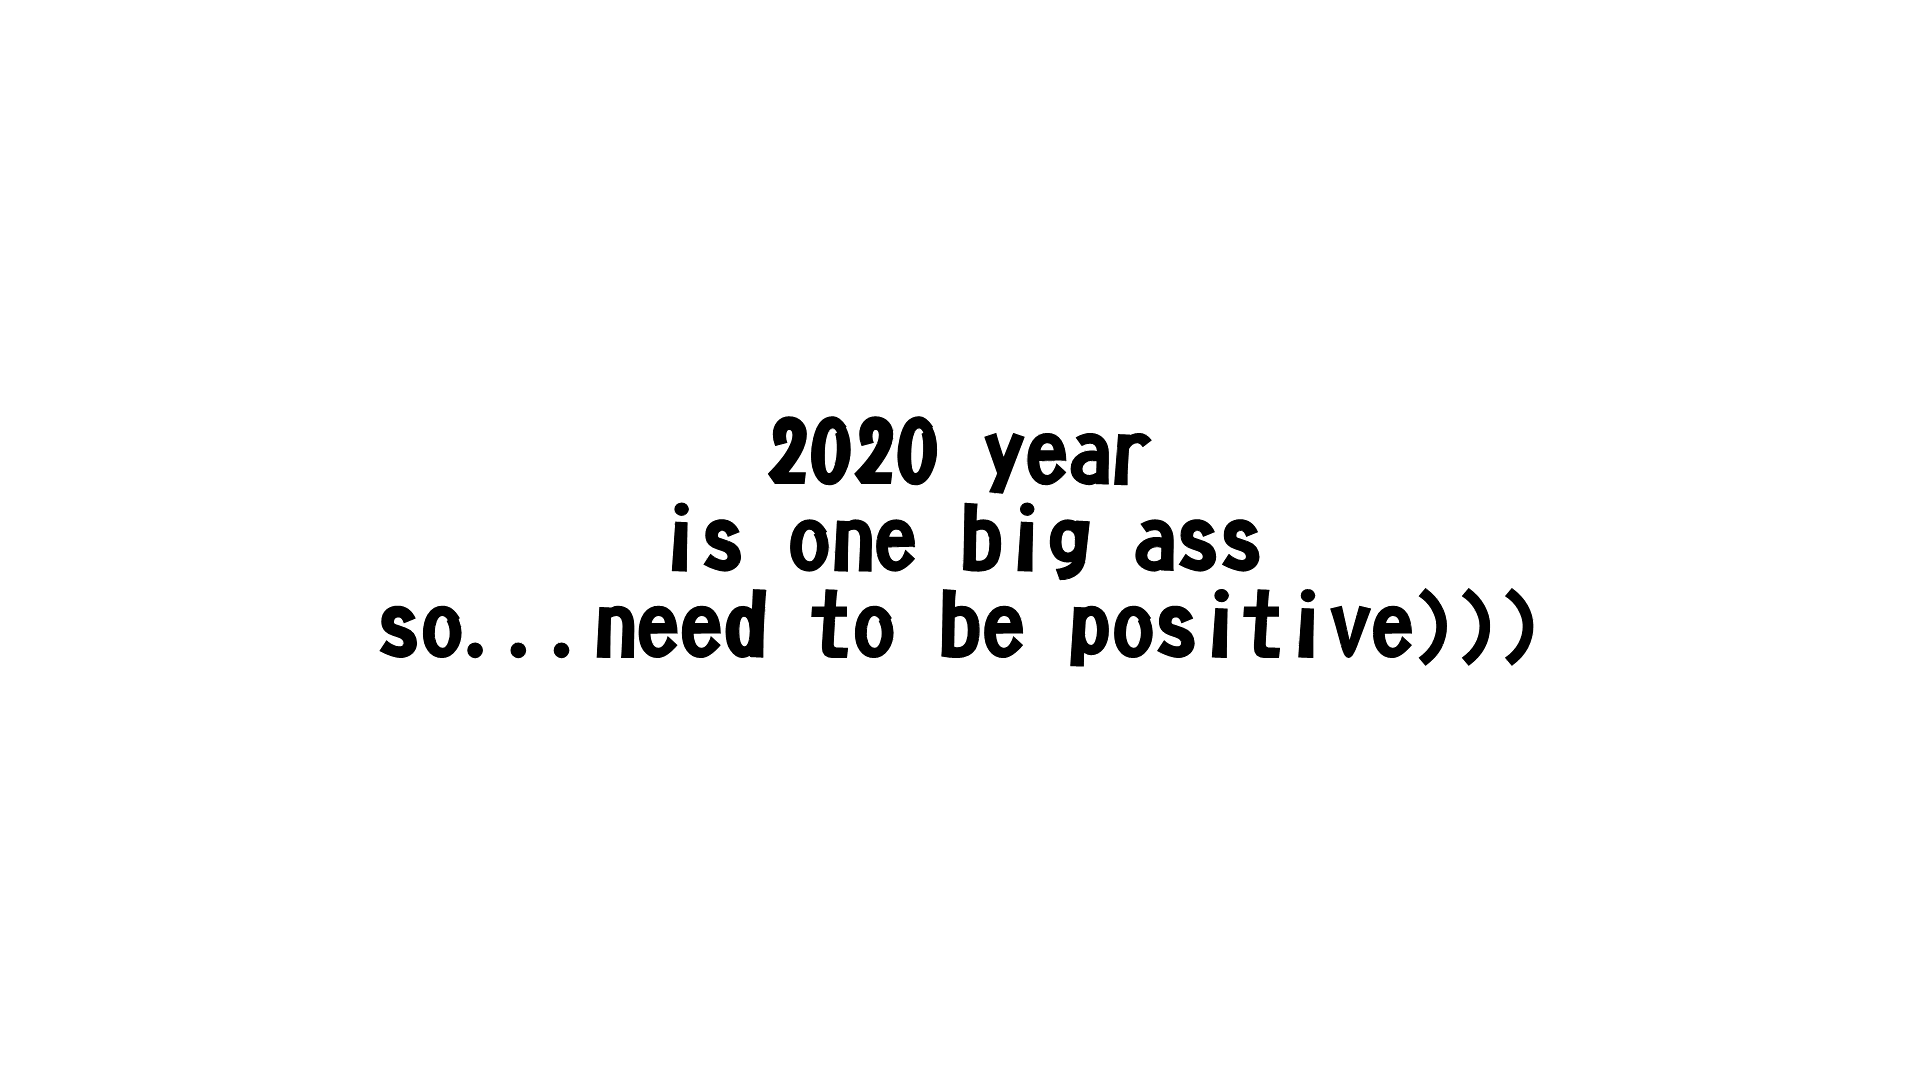 2020 year
is one big ass
so...need to be positive)))